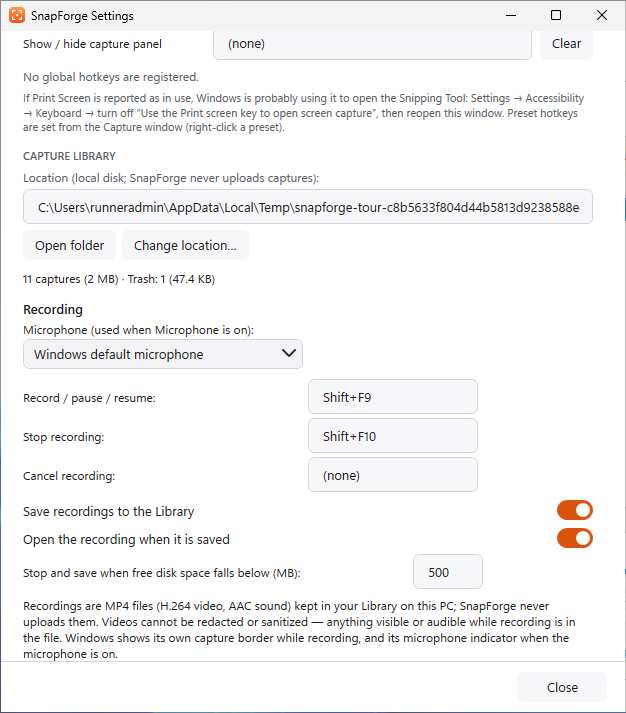 SnapForge Settings
Show / hide capture panel
(none)
Clear
No global hotkeys are registered.
If Print Screen is reported as in use, Windows is probably using it to open the Snipping Tool: Settings → Accessibility
→ Keyboard → turn off “Use the Print screen key to open screen capture”, then reopen this window. Preset hotkeys
are set from the Capture window (right-click a preset).
CAPTURE LIBRARY
Location (local disk; SnapForge never uploads captures):
C:\Users\runneradmin\AppData\Local\Temp\snapforge-tour-c8b5633f804d44b5813d9238588e
Open folder
Change location...
11 captures (2 MB) · Trash: 1 (47.4 KB)
Recording
Microphone (used when Microphone is on):
Windows default microphone
Record / pause / resume:
Shift+F9
Stop recording:
Shift+F10
Cancel recording:
(none)
Save recordings to the Library
Open the recording when it is saved
Stop and save when free disk space falls below (MB):
500
Recordings are MP4 files (H.264 video, AAC sound) kept in your Library on this PC; SnapForge never
uploads them. Videos cannot be redacted or sanitized — anything visible or audible while recording is in
the file. Windows shows its own capture border while recording, and its microphone indicator when the
microphone is on.
Close